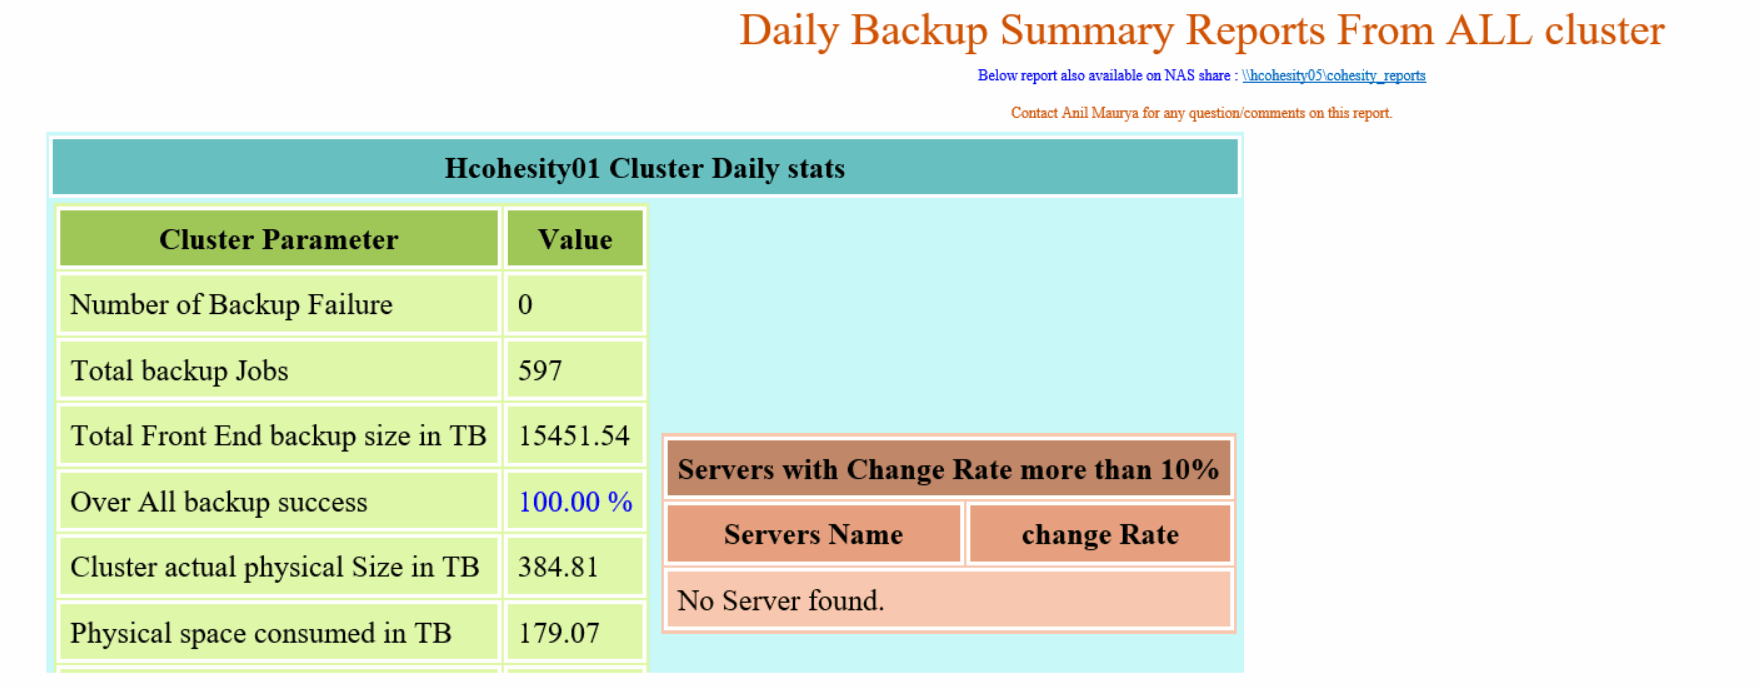 Daily Backup Summary Reports From ALL cluster
Below report also available on NAS share : \\hcohesity05\cohesity_reports
Contact Anil Maurya for any question/comments on this report.
Hcohesity01 Cluster Daily stats
Cluster Parameter Value
Number of Backup Failure 0
Total backup Jobs 597
Total Front End backup size in TB 15451.54
Over All backup success 100.00 %
Cluster actual physical Size in TB 384.81
Physical space consumed in TB 179.07
Servers with Change Rate more than 10%
Servers Name change Rate
No Server found.